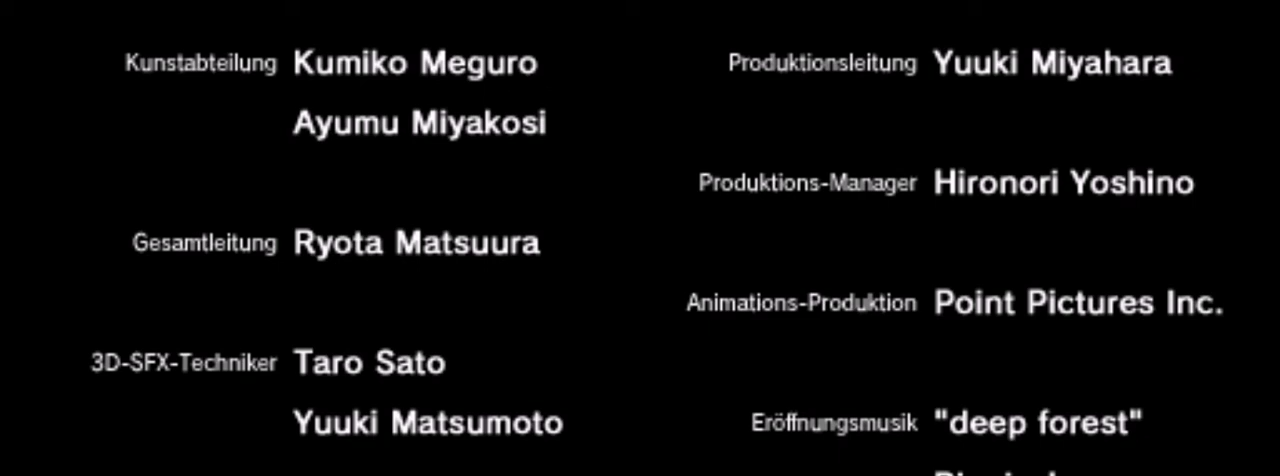 Kunstabteilung Kumiko Meguro
Ayumu Miyakosi
Gesamtleitung Ryota Matsuura
3D-SFX-Techniker Taro Sato
Yuuki Matsumoto
Produktionsleitung Yuuki Miyahara
Produktions-Manager Hironori Yoshino
Animations-Produktion Point Pictures Inc.
Eröffnungsmusik "deep forest"